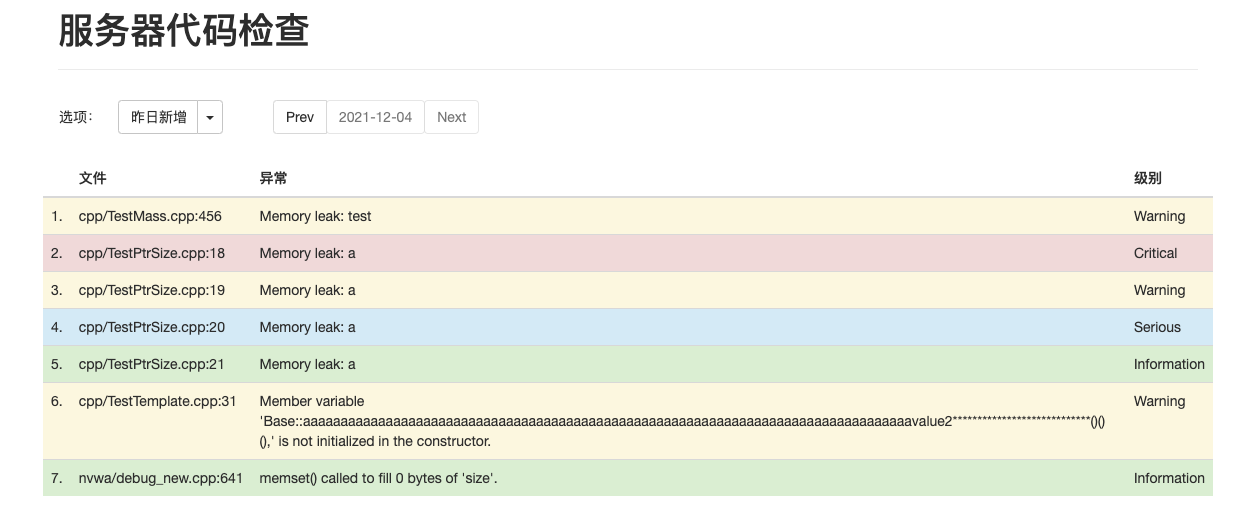 服务器代码检查
选项： 昨日新增 Prev 2021-12-04 Next
文件 异常 级别
1. cpp/TestMass.cpp:456 Memory leak: test Warning
2. cpp/TestPtrSize.cpp:18 Memory leak: a Critical
3. cpp/TestPtrSize.cpp:19 Memory leak: a Warning
4. cpp/TestPtrSize.cpp:20 Memory leak: a Serious
5. cpp/TestPtrSize.cpp:21 Memory leak: a Information
6. cpp/TestTemplate.cpp:31 Member variable Warning
'Base::aaaaaaaaaaaaaaaaaaaaaaaaaaaaaaaaaaaaaaaaaaaaaaaaaaaaaaaaaaaaaaaaaaaaaaaaaaaaaaaaaavalue2****************************()()
(),' is not initialized in the constructor.
7. nvwa/debug_new.cpp:641 memset() called to fill 0 bytes of 'size'. Information